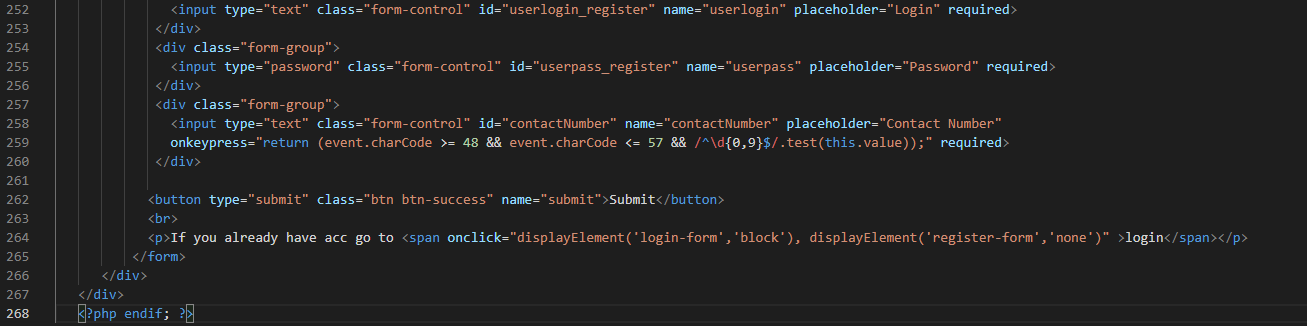 252 <input type="text" class="form-control" id="userlogin_register" name="userlogin" placeholder="Login" required>
253 </div>
254 <div class="form-group">
255 <input type="password" class="form-control" id="userpass_register" name="userpass" placeholder="Password" required>
256 </div>
257 <div class="form-group">
258 <input type="text" class="form-control" id="contactNumber" name="contactNumber" placeholder="Contact Number"
259 onkeypress="return (event.charCode >= 48 && event.charCode <= 57 && /^\d{0,9}$/.test(this.value));" required>
260 </div>
261
262 <button type="submit" class="btn btn-success" name="submit">Submit</button>
263 <br>
264 <p>If you already have acc go to <span onclick="displayElement('login-form','block'), displayElement('register-form','none')" >login</span></p>
265 </form>
266 </div>
267 </div>
268 <?php endif; ?>